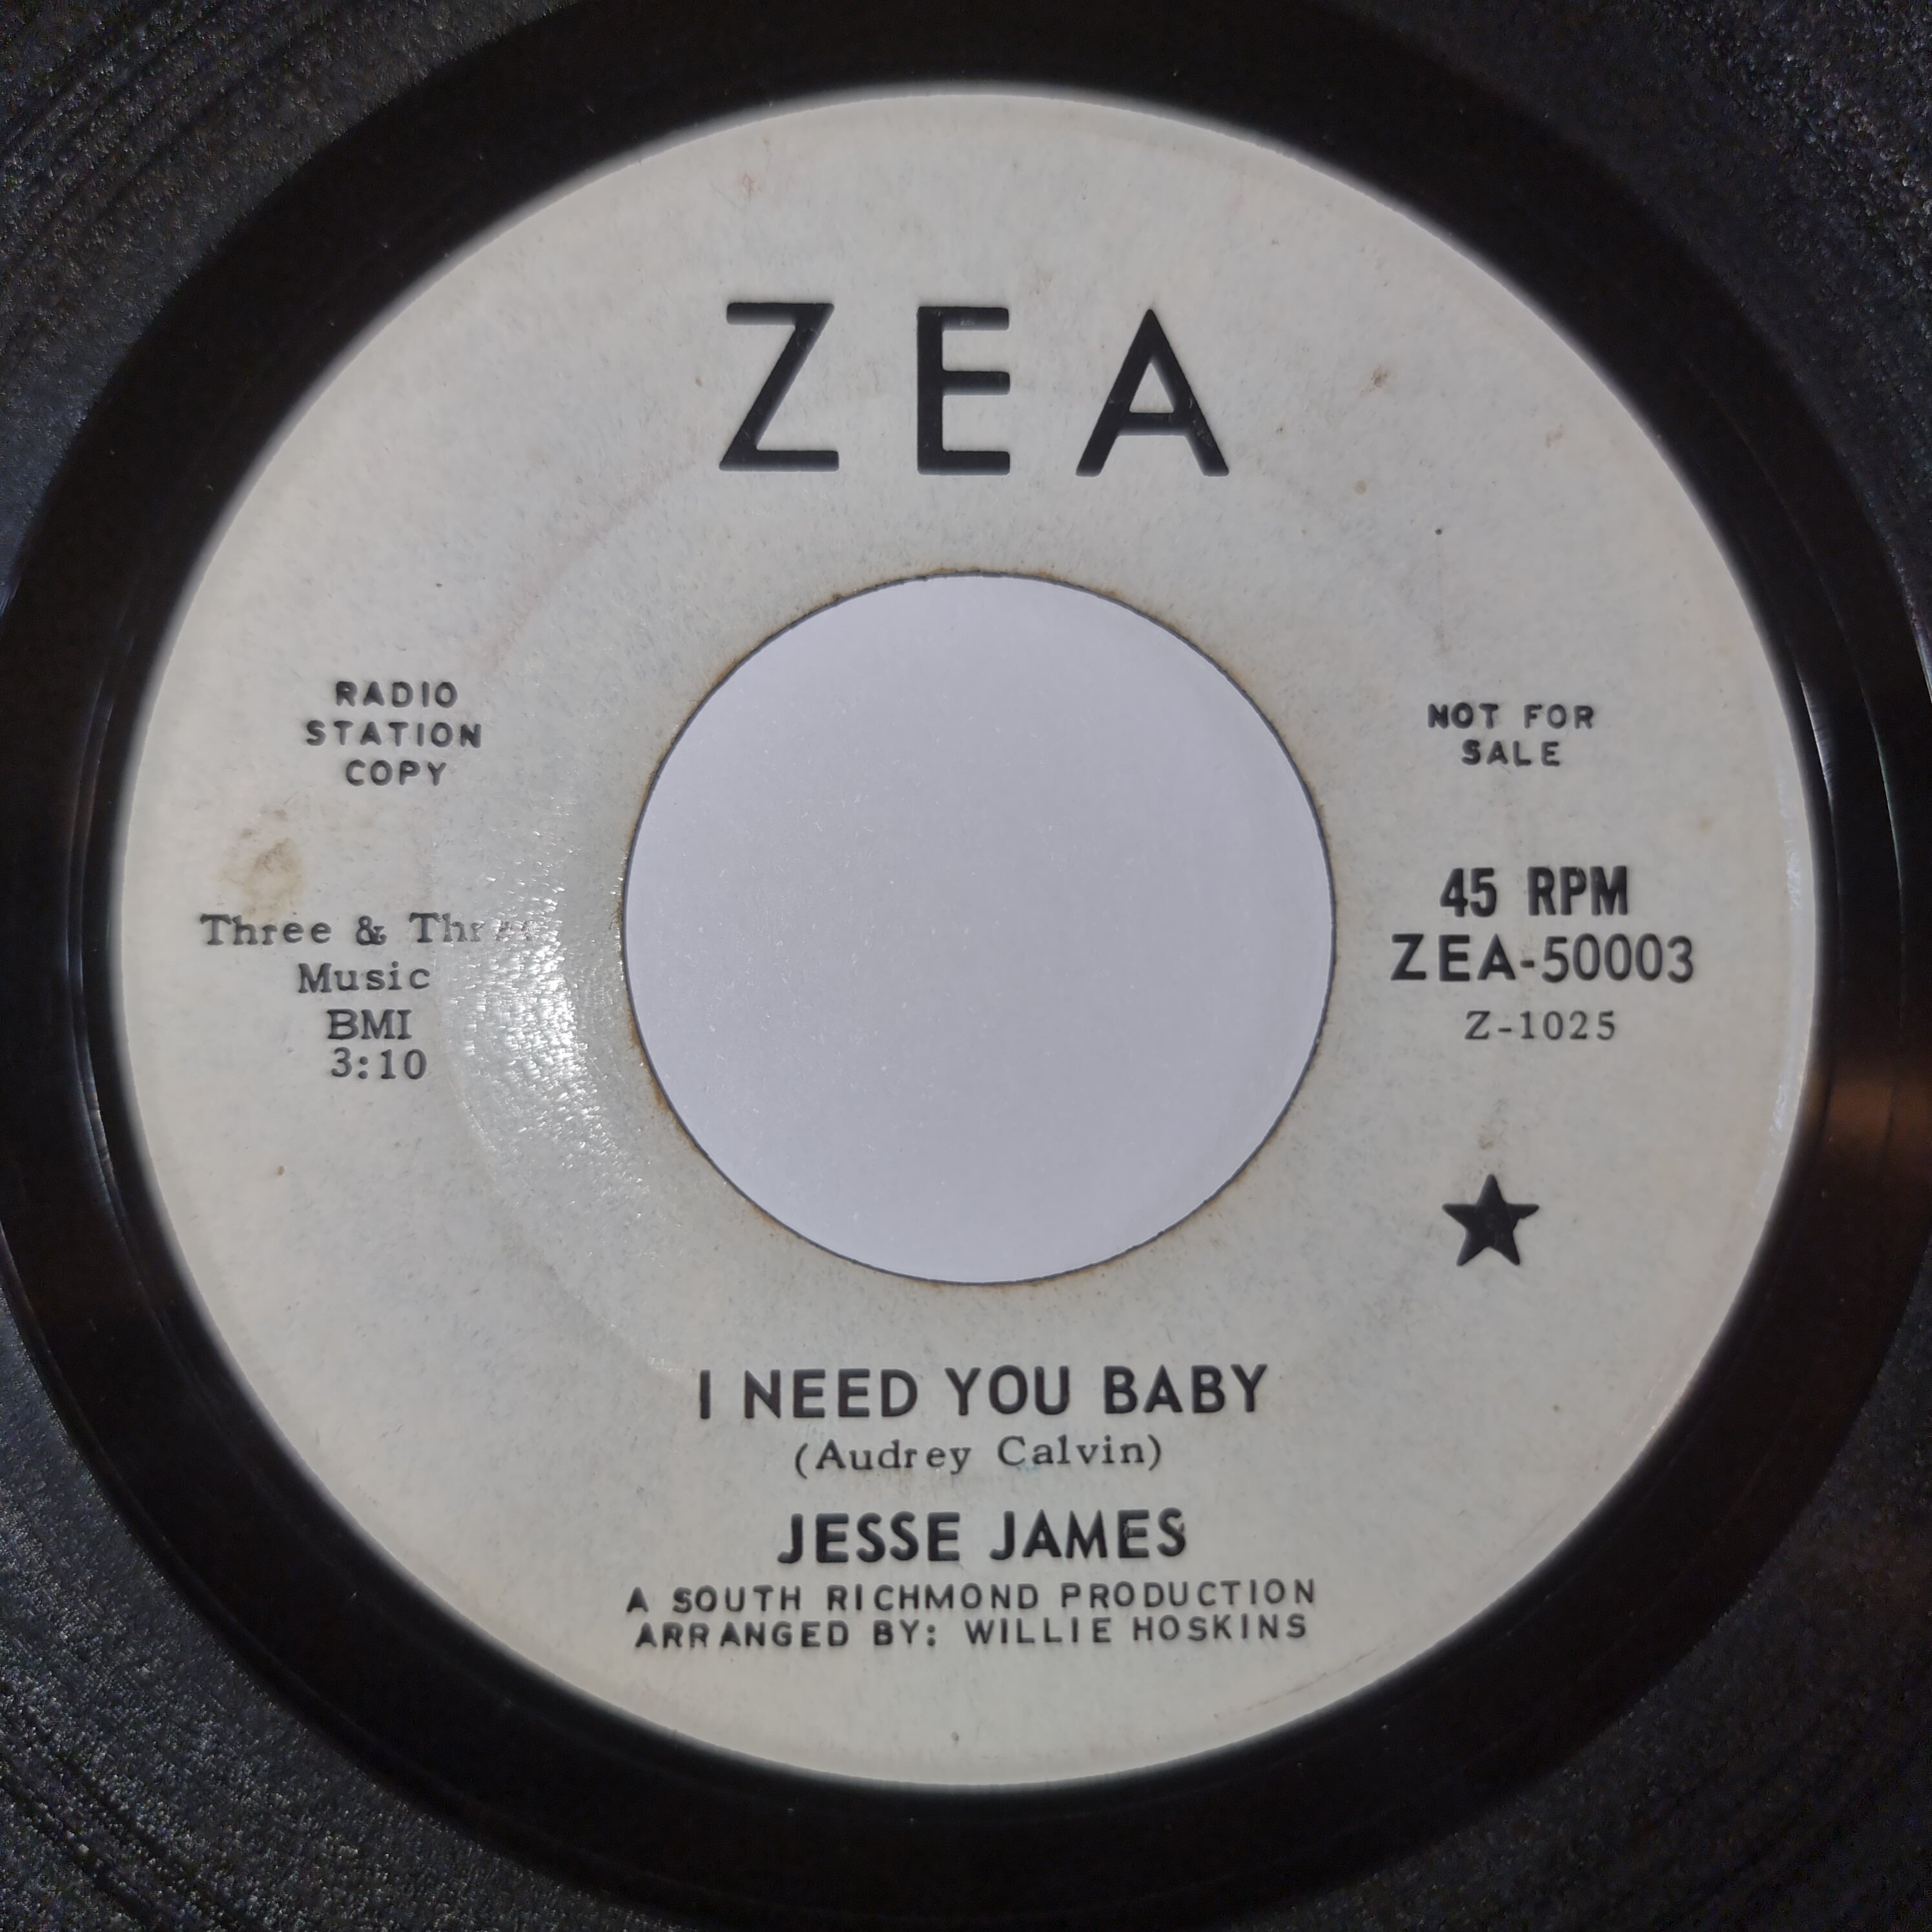 ZEA
RADIO
STATION
COPY
NOT FOR
SALE
Three & Three
Music
BMI
3:10
45 RPM
ZEA-50003
Z-1025
I NEED YOU BABY
(Audrey Calvin)
JESSE JAMES
A SOUTH RICHMOND PRODUCTION
ARRANGED BY: WILLIE HOSKINS